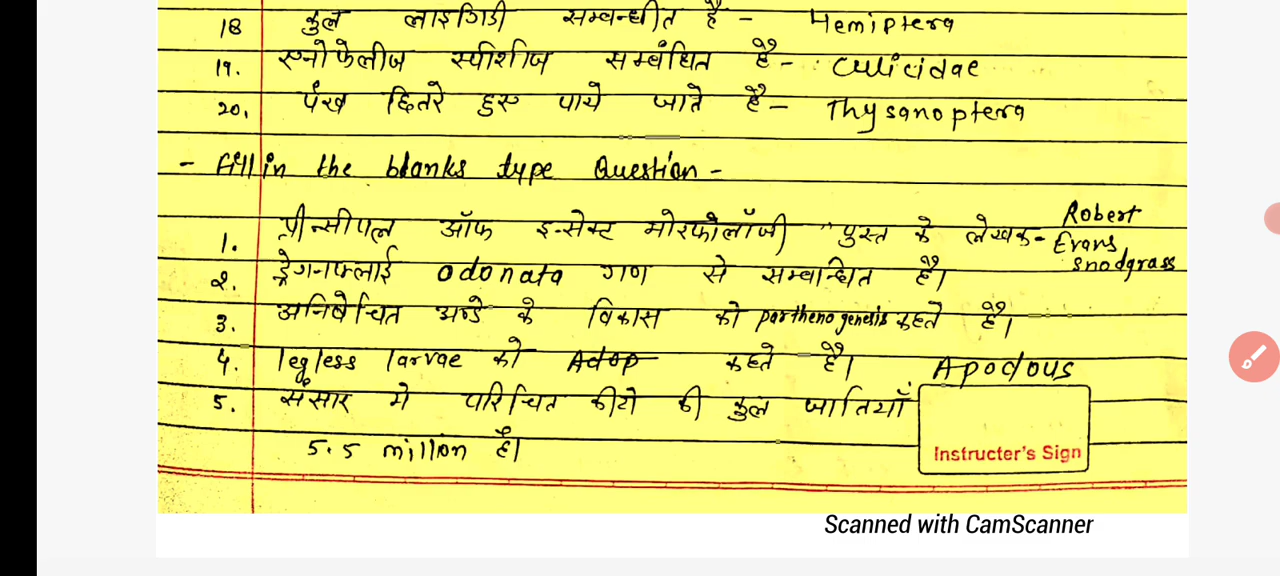 18 कुल लाइगिडी सम्बन्धीत है - Hemiptera
19. एनोफेलीज स्पीशीज सम्बंधित है - Culicidae
20. पंख छितरे हुए पाये जाते है - Thysanoptera
- fill in the blanks type Question -
1. प्रीन्सीपल ऑफ इन्सेक्ट मोरफोलॉजी " पुस्त के लेखक - Robert Evans Snodgrass
2. ड्रेगनफ्लाई odonata गण से सम्बन्धित है।
3. अनिषेचित अण्डे के विकास को parthenogenesis कहते है।
4. legless larvae को कहते है। Apodous
5. संसार मे परिचित कीटो की कुल जातियाँ
5.5 million है।
Instructer's Sign
Scanned with CamScanner